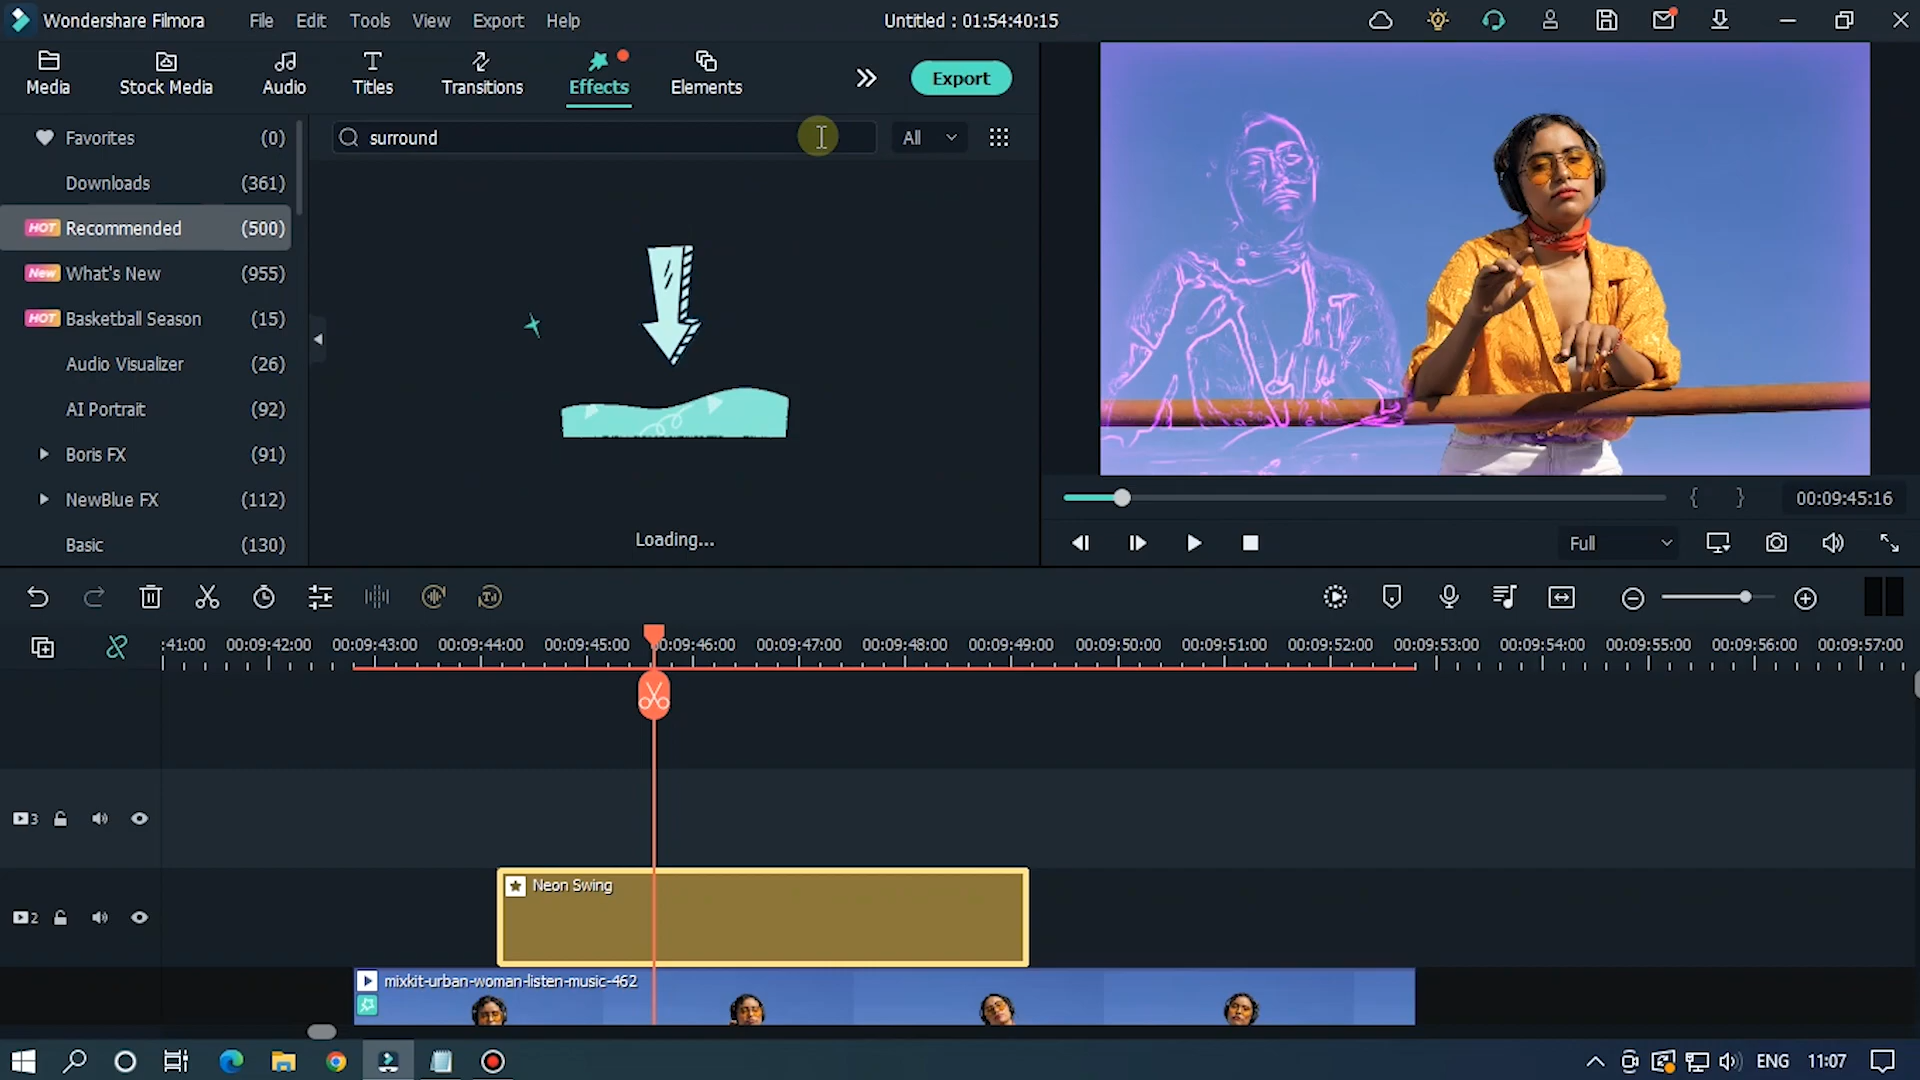 Wondershare Filmora
File
Edit
Tools
View
Export
Help
Untitled : 01:54:40:15
Media
Stock Media
Audio
Titles
Transitions
Effects
Elements
Export
Favorites (0)
Downloads (361)
HOT Recommended (500)
New What's New (955)
HOT Basketball Season (15)
Audio Visualizer (26)
AI Portrait (92)
Boris FX (91)
NewBlue FX (112)
Basic (130)
surround
All
Loading...
{ }
00:09:45:16
Full
:41:00 00:09:42:00 00:09:43:00 00:09:44:00 00:09:45:00 00:09:46:00 00:09:47:00 00:09:48:00 00:09:49:00 00:09:50:00 00:09:51:00 00:09:52:00 00:09:53:00 00:09:54:00 00:09:55:00 00:09:56:00 00:09:57:00
3
2
Neon Swing
mixkit-urban-woman-listen-music-462
ENG
11:07